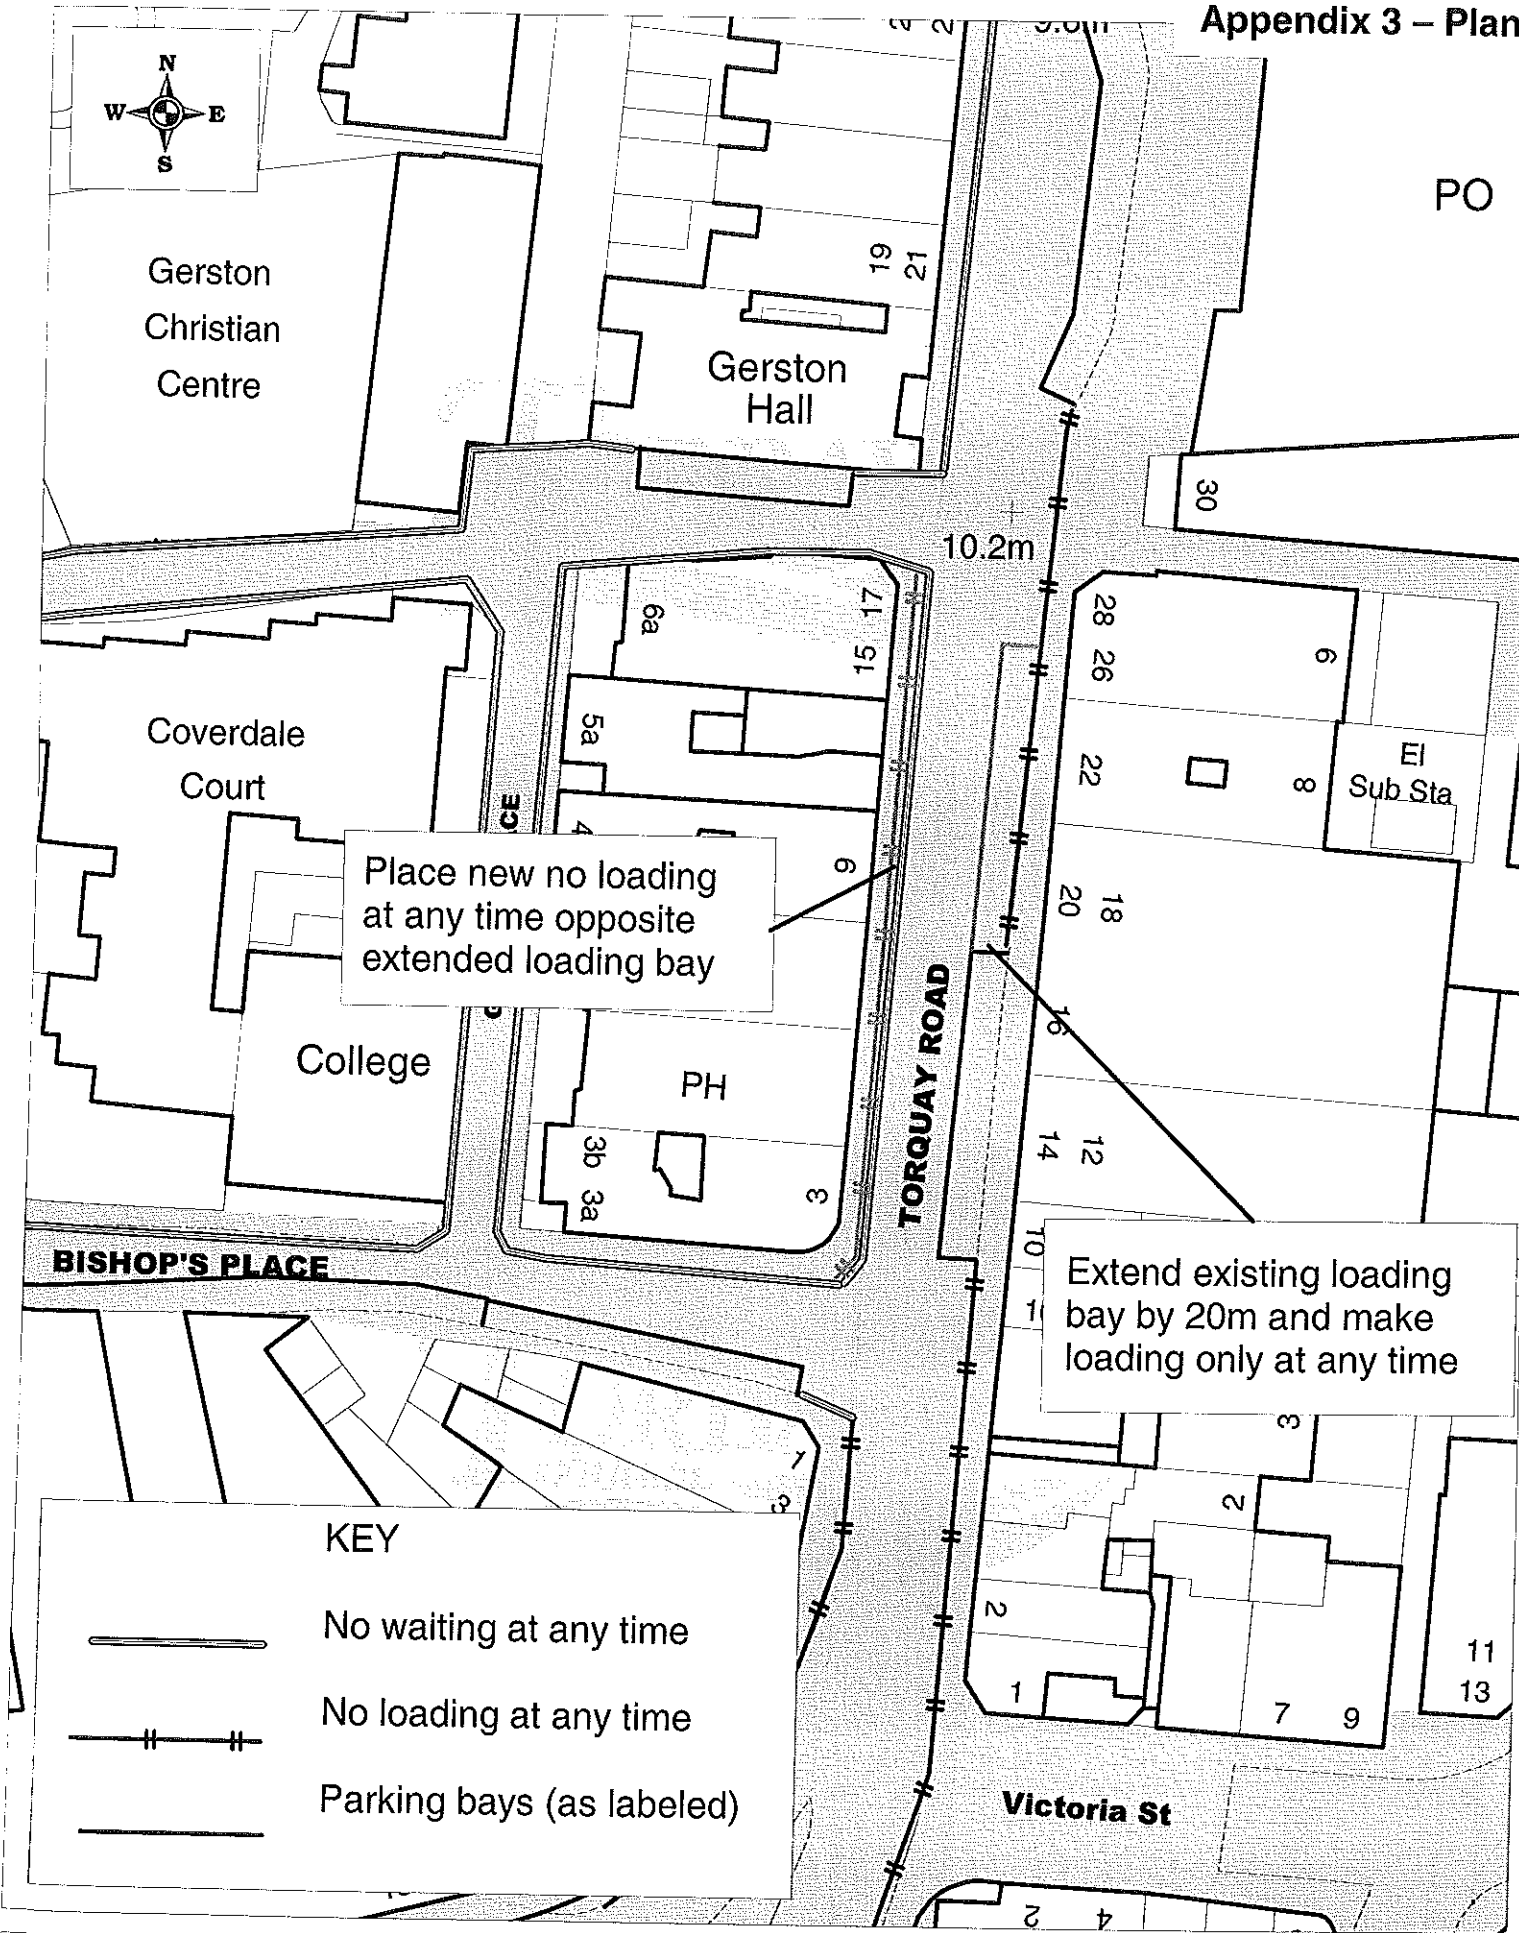 Appendix 3 – Plan
N
W E
S
PO
19
21
Gerston
Christian
Centre
Gerston
Hall
30
10.2m
6a
17
15
28
26
6
5a
22
8
El
Sub Sta
Coverdale
Court
4
9
20
18
Place new no loading
at any time opposite
extended loading bay
16
TORQUAY ROAD
College
PH
3b
3a
3
14
12
10
BISHOP'S PLACE
Extend existing loading
bay by 20m and make
loading only at any time
3
1
3
2
KEY
No waiting at any time
No loading at any time
Parking bays (as labeled)
2
1
7
9
11
13
Victoria St
2
4